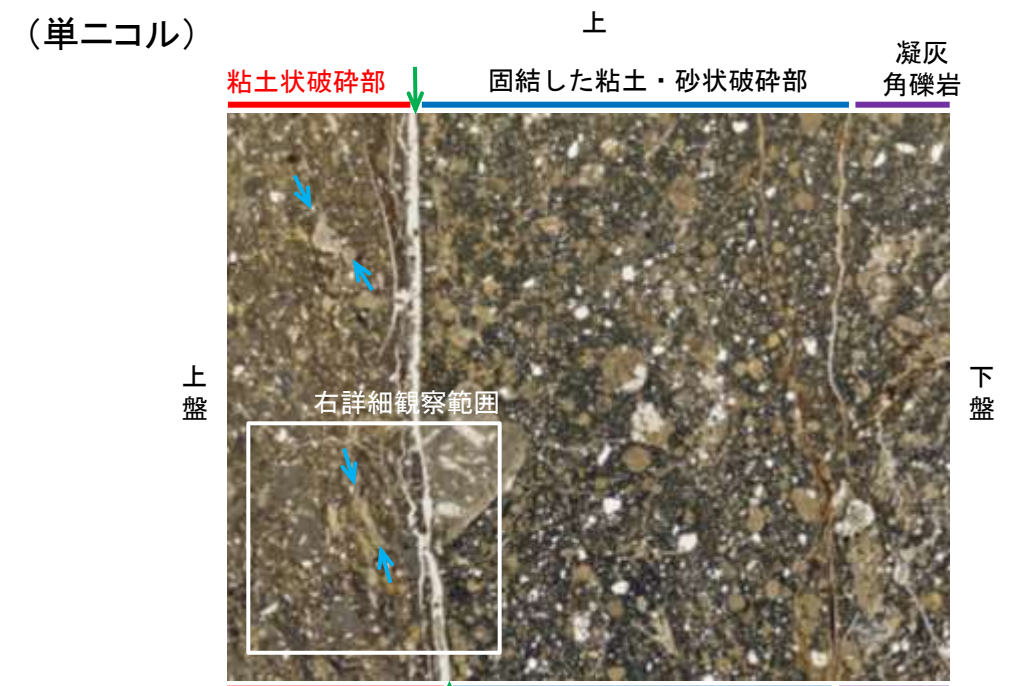 (単ニコル)
上
凝灰
角礫岩
粘土状破砕部
固結した粘土・砂状破砕部
上
盤
下
盤
右詳細観察範囲